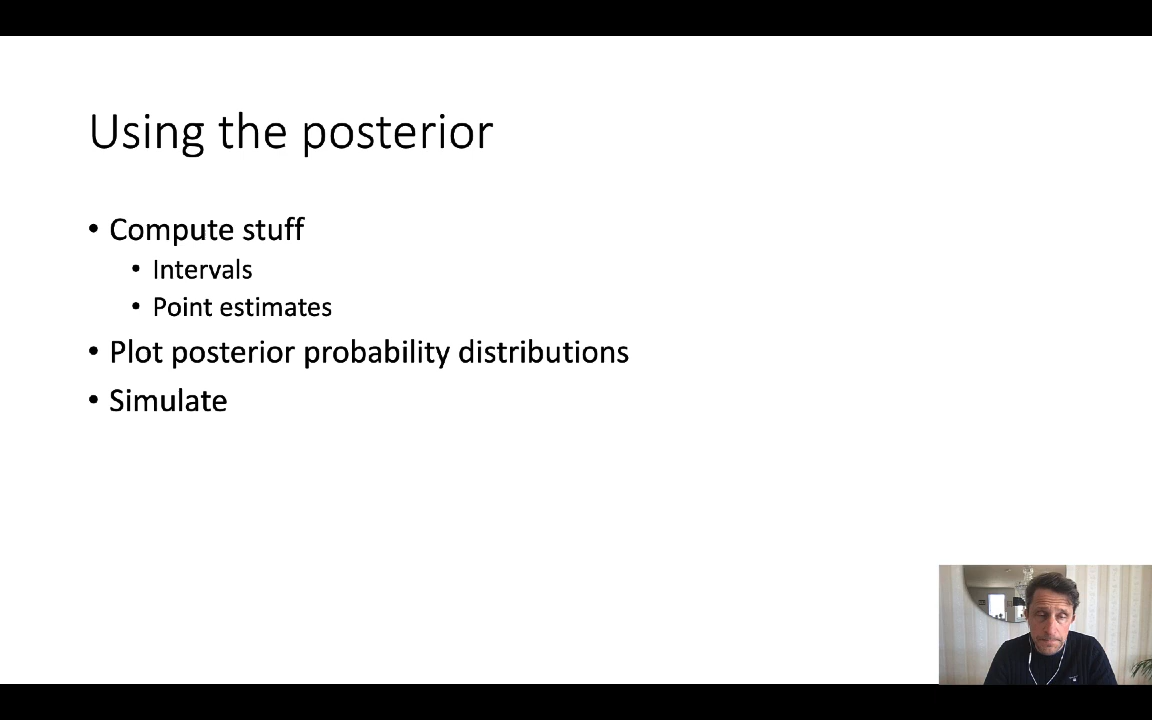 Using the posterior
• Compute stuff
• Intervals
• Point estimates
• Plot posterior probability distributions
• Simulate